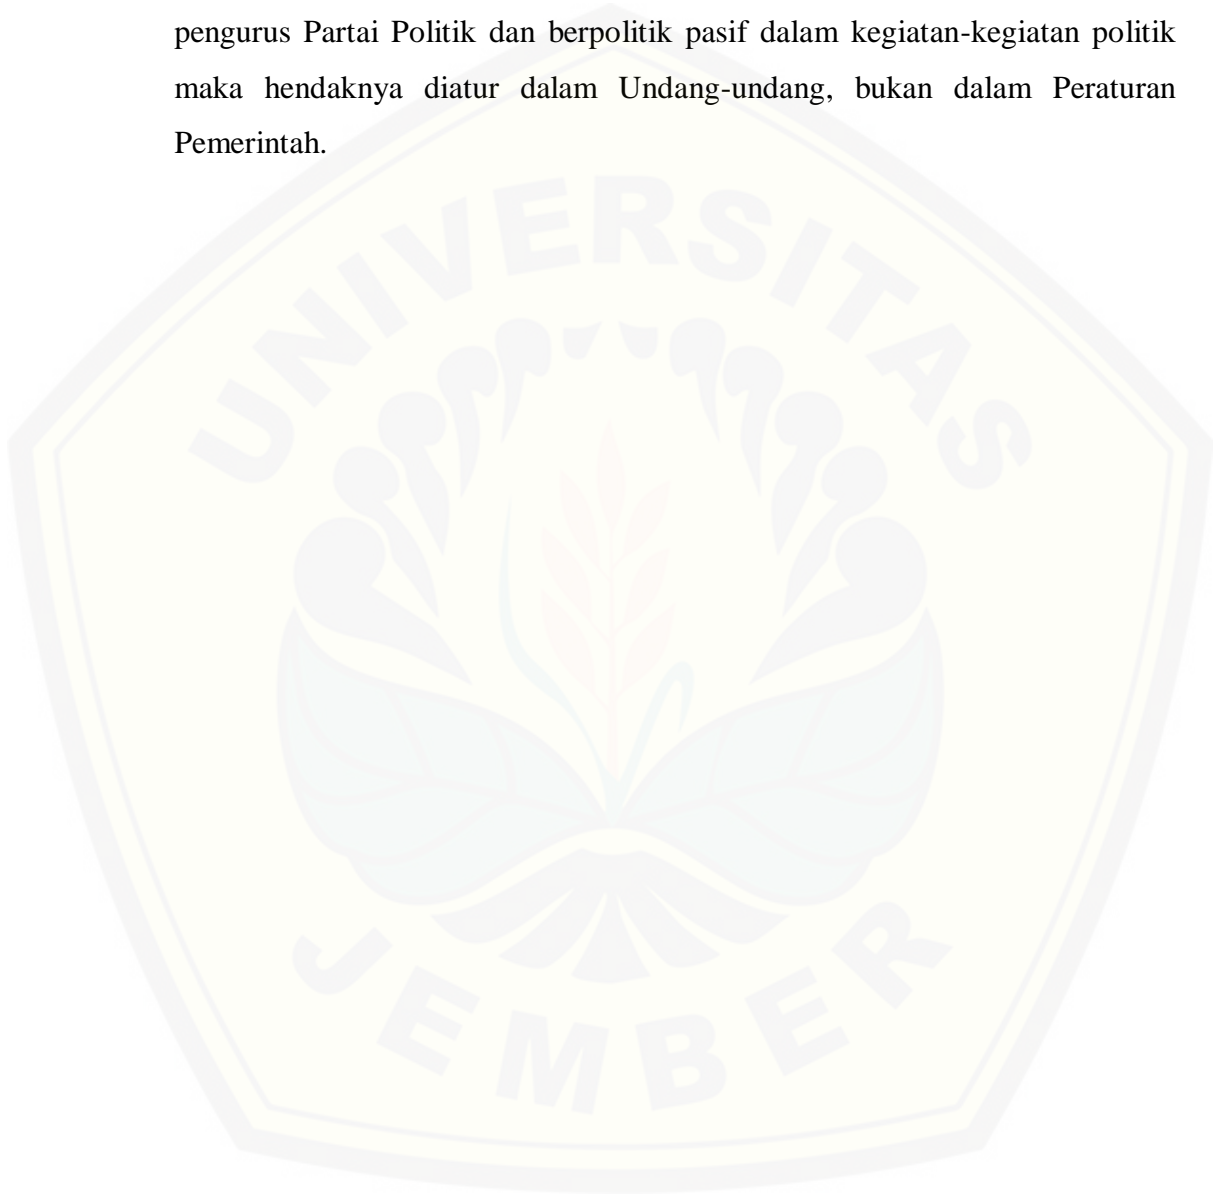 pengurus Partai Politik dan berpolitik pasif dalam kegiatan-kegiatan politik
maka hendaknya diatur dalam Undang-undang, bukan dalam Peraturan
Pemerintah.
UNIVERSITAS
JEMBER